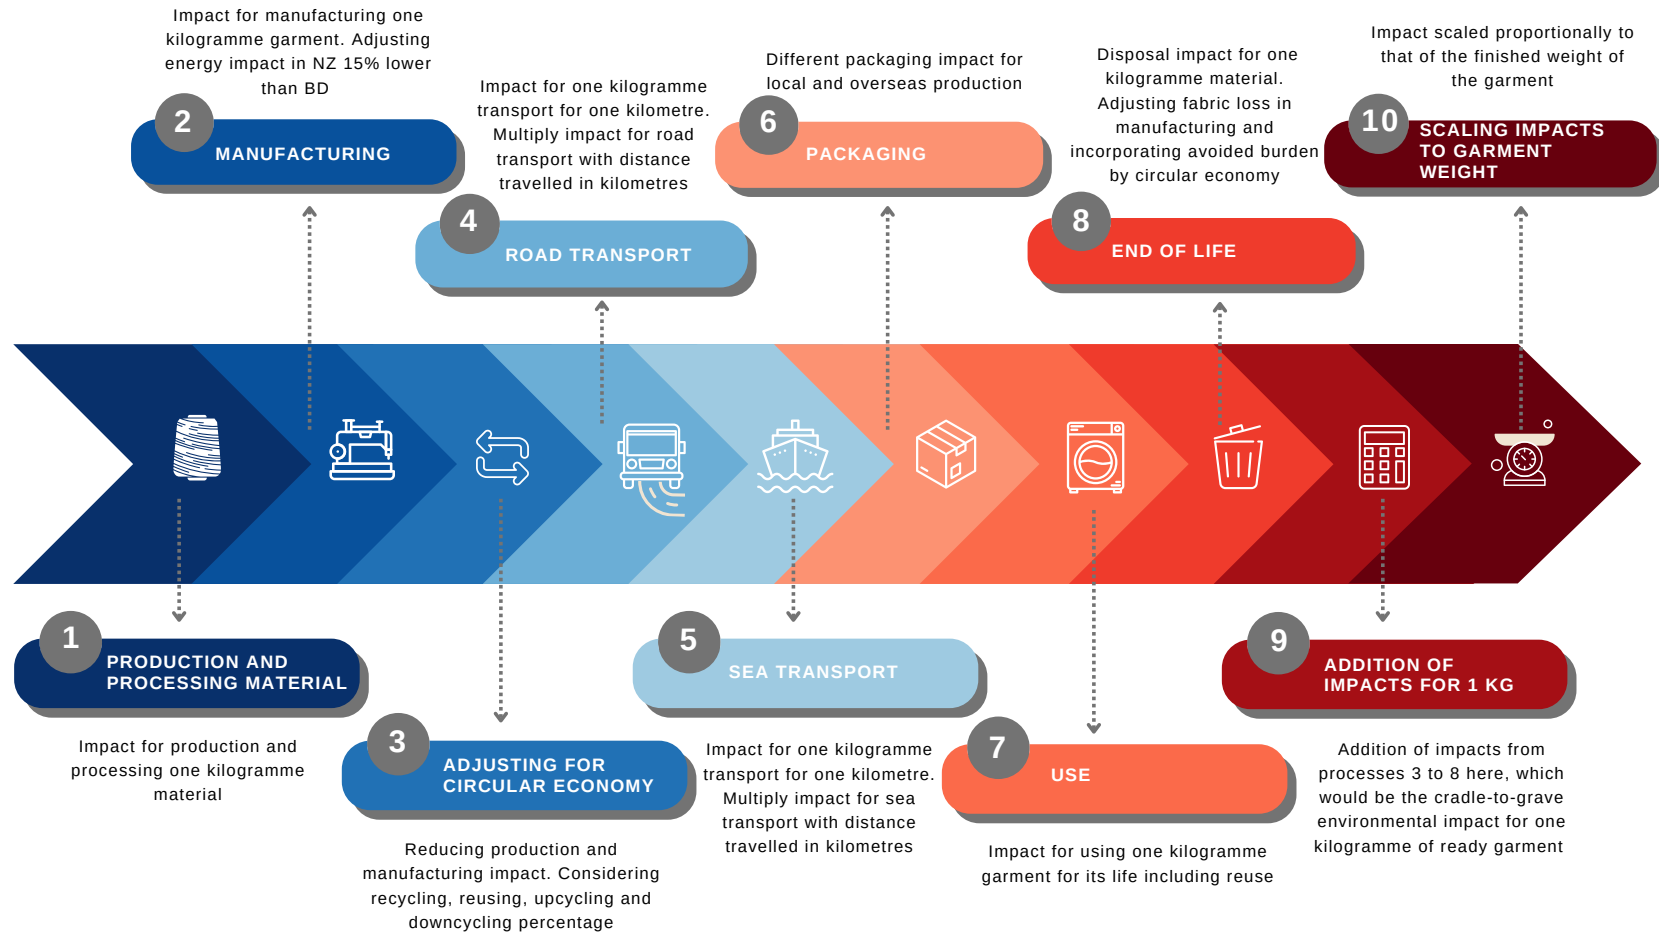 Impact for manufacturing one
kilogramme garment. Adjusting
energy impact in NZ 15% lower
than BD
2
MANUFACTURING
Impact for one kilogramme
transport for one kilometre.
Multiply impact for road
transport with distance
travelled in kilometres
4
ROAD TRANSPORT
Different packaging impact for
local and overseas production
6
PACKAGING
Disposal impact for one
kilogramme material.
Adjusting fabric loss in
manufacturing and
incorporating avoided burden
by circular economy
8
END OF LIFE
Impact scaled proportionally to
that of the finished weight of
the garment
10
SCALING IMPACTS
TO GARMENT
WEIGHT
1
PRODUCTION AND
PROCESSING MATERIAL
Impact for production and
processing one kilogramme
material
3
ADJUSTING FOR
CIRCULAR ECONOMY
Reducing production and
manufacturing impact. Considering
recycling, reusing, upcycling and
downcycling percentage
5
SEA TRANSPORT
Impact for one kilogramme
transport for one kilometre.
Multiply impact for sea
transport with distance
travelled in kilometres
7
USE
Impact for using one kilogramme
garment for its life including reuse
9
ADDITION OF
IMPACTS FOR 1 KG
Addition of impacts from
processes 3 to 8 here, which
would be the cradle-to-grave
environmental impact for one
kilogramme of ready garment